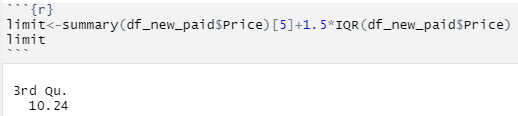 ```{r}
limit<-summary(df_new_paid$Price)[5]+1.5*IQR(df_new_paid$Price)
limit
```
3rd Qu.
10.24